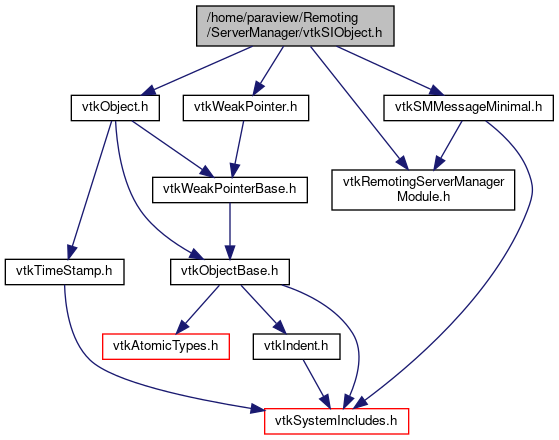 /home/paraview/Remoting
/ServerManager/vtkSIObject.h
vtkObject.h
vtkWeakPointer.h
vtkSMMessageMinimal.h
vtkWeakPointerBase.h
vtkRemotingServerManager
Module.h
vtkTimeStamp.h
vtkObjectBase.h
vtkAtomicTypes.h
vtkIndent.h
vtkSystemIncludes.h